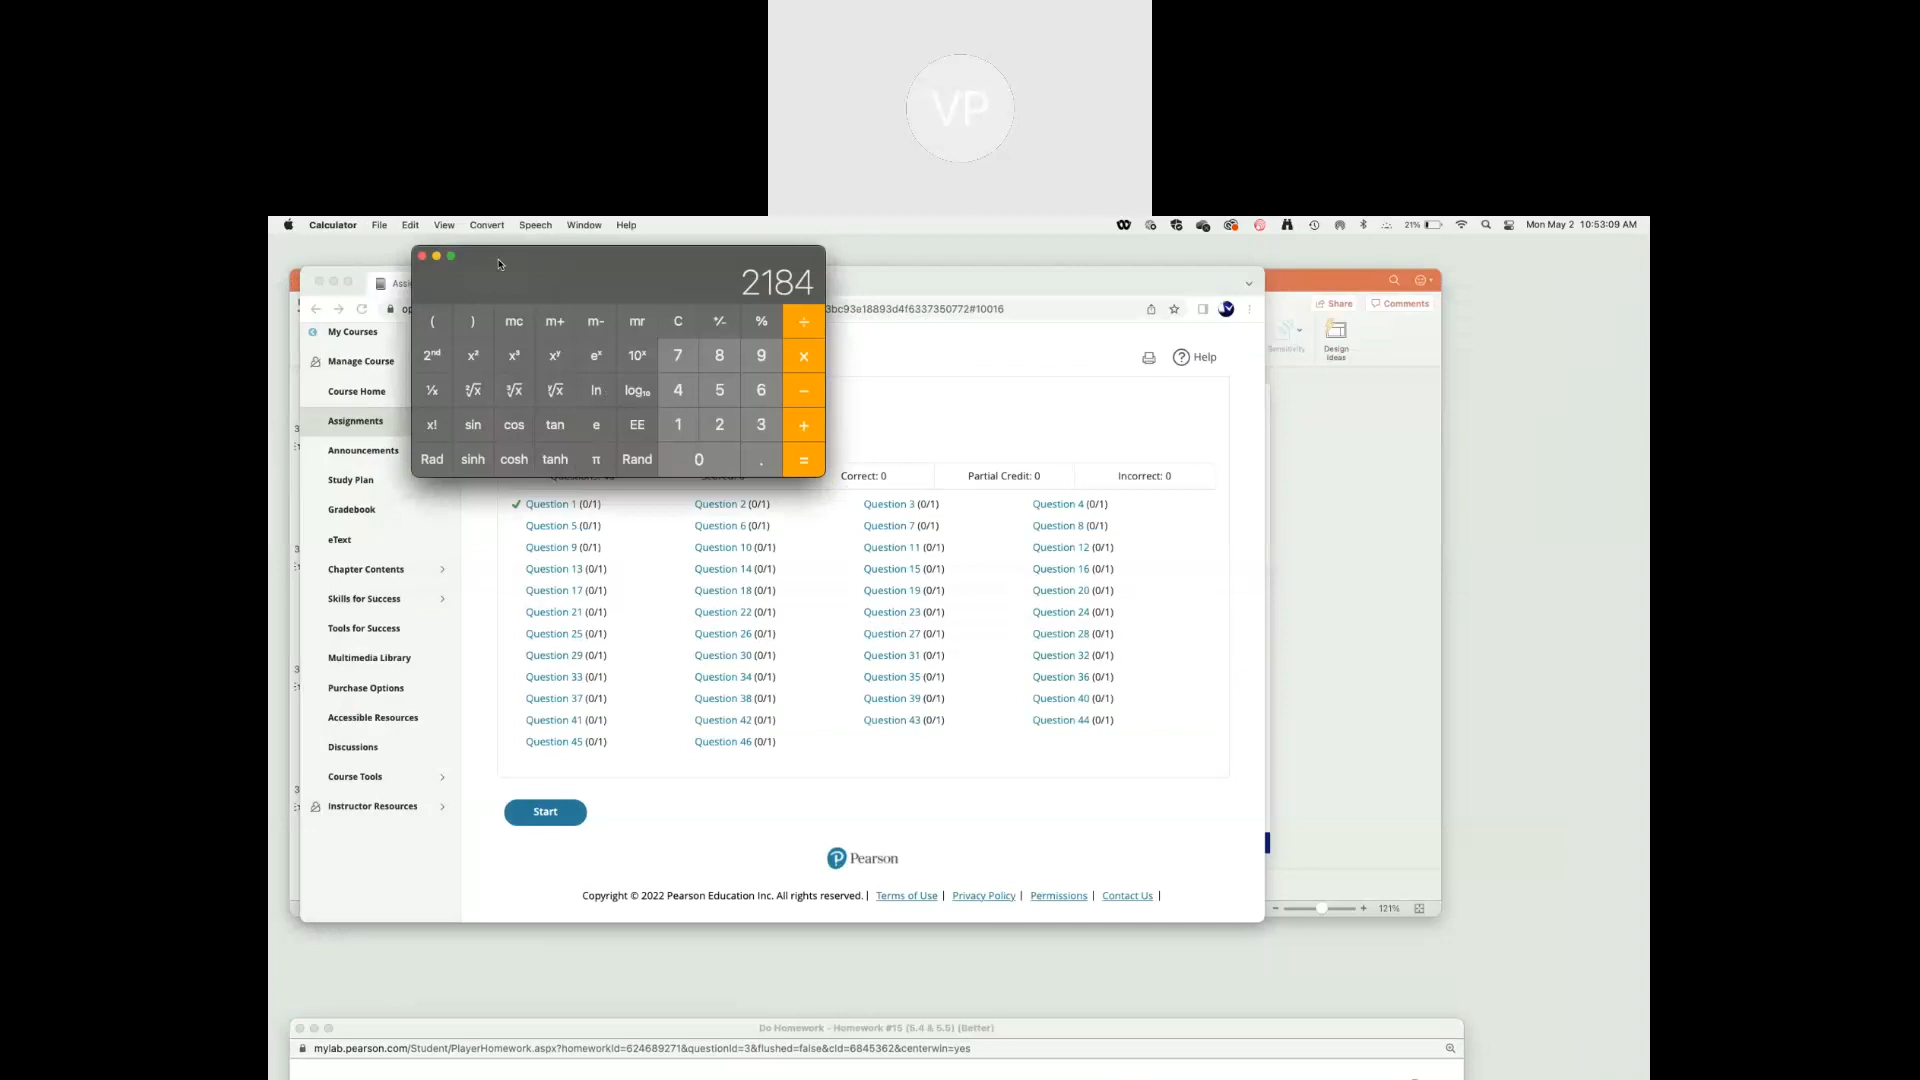 VP
Calculator File Edit View Convert Speech Window Help
21% Mon May 2 10:53:09 AM
2184
( ) mc m+ m- mr C +/- % ÷
2nd x² x³ xʸ eˣ 10ˣ 7 8 9 ×
1/x ²√x ³√x ʸ√x ln log₁₀ 4 5 6 −
x! sin cos tan e EE 1 2 3 +
Rad sinh cosh tanh π Rand 0 . =
Assi
op
3bc93e18893d4f6337350772#10016
Share Comments
Sensitivity
Design
Ideas
My Courses
Manage Course
Course Home
Assignments
Announcements
Study Plan
Gradebook
eText
Chapter Contents
Skills for Success
Tools for Success
Multimedia Library
Purchase Options
Accessible Resources
Discussions
Course Tools
Instructor Resources
Help
Correct: 0 Partial Credit: 0 Incorrect: 0
Question 1 (0/1) Question 2 (0/1) Question 3 (0/1) Question 4 (0/1)
Question 5 (0/1) Question 6 (0/1) Question 7 (0/1) Question 8 (0/1)
Question 9 (0/1) Question 10 (0/1) Question 11 (0/1) Question 12 (0/1)
Question 13 (0/1) Question 14 (0/1) Question 15 (0/1) Question 16 (0/1)
Question 17 (0/1) Question 18 (0/1) Question 19 (0/1) Question 20 (0/1)
Question 21 (0/1) Question 22 (0/1) Question 23 (0/1) Question 24 (0/1)
Question 25 (0/1) Question 26 (0/1) Question 27 (0/1) Question 28 (0/1)
Question 29 (0/1) Question 30 (0/1) Question 31 (0/1) Question 32 (0/1)
Question 33 (0/1) Question 34 (0/1) Question 35 (0/1) Question 36 (0/1)
Question 37 (0/1) Question 38 (0/1) Question 39 (0/1) Question 40 (0/1)
Question 41 (0/1) Question 42 (0/1) Question 43 (0/1) Question 44 (0/1)
Question 45 (0/1) Question 46 (0/1)
Start
Pearson
Copyright © 2022 Pearson Education Inc. All rights reserved. | Terms of Use | Privacy Policy | Permissions | Contact Us |
121%
Do Homework - Homework #15 (5.4 & 5.5) (Better)
mylab.pearson.com/Student/PlayerHomework.aspx?homeworkId=624689271&questionId=3&flushed=false&cId=6845362&centerwin=yes